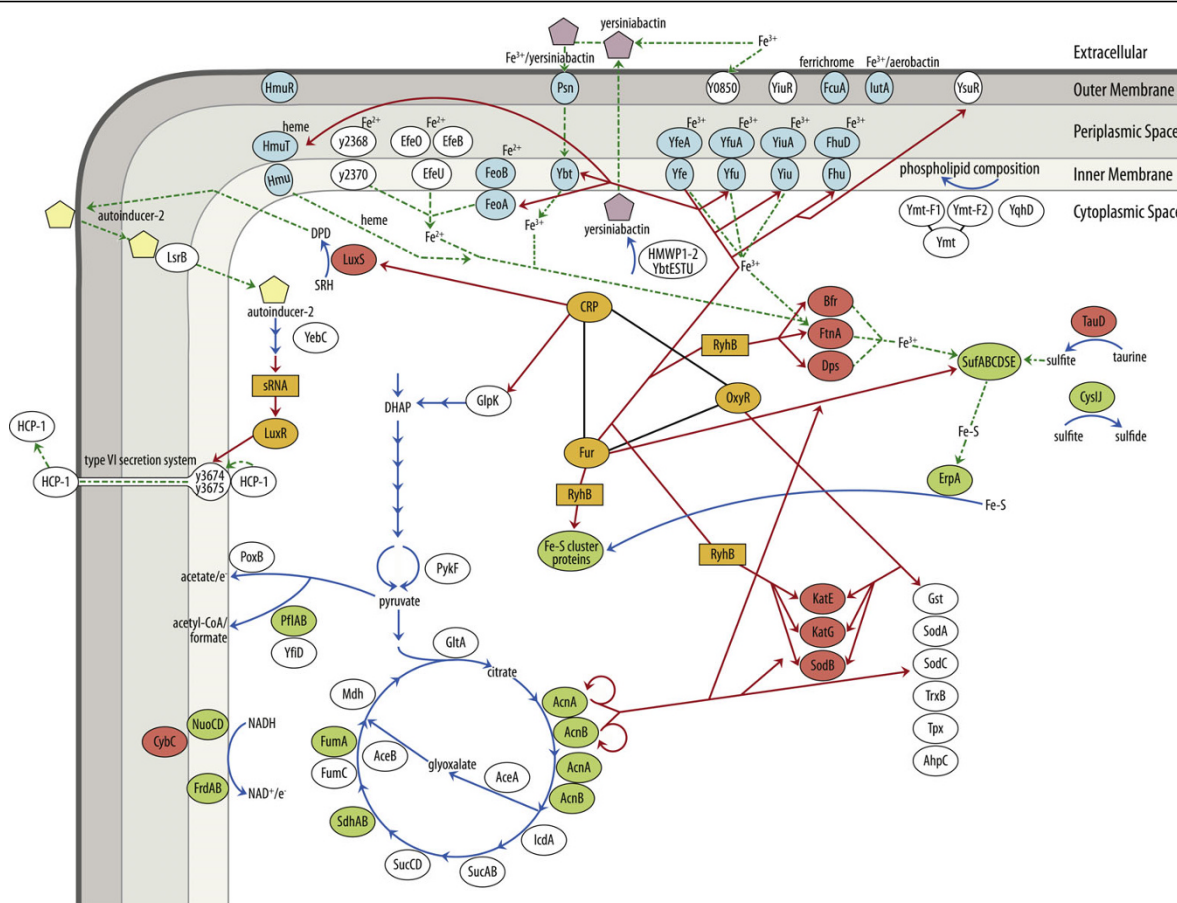 yersiniabactin
yersiniabactin
Fe³⁺
Fe³⁺/yersiniabactin
Extracellular
ferrichrome
Fe³⁺/aerobactin
HmuR
Psn
Y0850
YiuR
FcuA
IutA
YsuR
Outer Membrane
heme
Fe²⁺
Fe²⁺
Fe³⁺
Fe³⁺
Fe³⁺
Fe³⁺
HmuT
y2368
EfeO
EfeB
Fe²⁺
YfeA
YfuA
YiuA
FhuD
Periplasmic Space
Hmu
y2370
EfeU
FeoB
Ybt
Yfe
Yfu
Yiu
Fhu
phospholipid composition
Inner Membrane
FeoA
yersiniabactin
Ymt-F1
Ymt-F2
YqhD
Cytoplasmic Space
Ymt
autoinducer-2
heme
Fe²⁺
Fe³⁺
DPD
LsrB
LuxS
SRH
HMWP1-2
YbtESTU
Fe³⁺
autoinducer-2
YebC
CRP
Bfr
RyhB
FtnA
Fe³⁺
Dps
TauD
SufABCDSE
sulfite
taurine
sRNA
DHAP
GlpK
OxyR
CysIJ
sulfite
sulfide
HCP-1
LuxR
Fur
Fe-S
type VI secretion system
HCP-1
y3674
y3675
HCP-1
RyhB
ErpA
Fe-S
Fe-S cluster
proteins
RyhB
PoxB
acetate/e⁻
PykF
pyruvate
KatE
Gst
acetyl-CoA/
formate
PflAB
YfiD
KatG
SodA
GltA
citrate
SodB
SodC
Mdh
AcnA
TrxB
NuoCD
NADH
AcnB
CybC
FumA
AceB
glyoxalate
Tpx
FumC
AceA
AcnA
AhpC
FrdAB
NAD⁺/e⁻
AcnB
SdhAB
IcdA
SucCD
SucAB